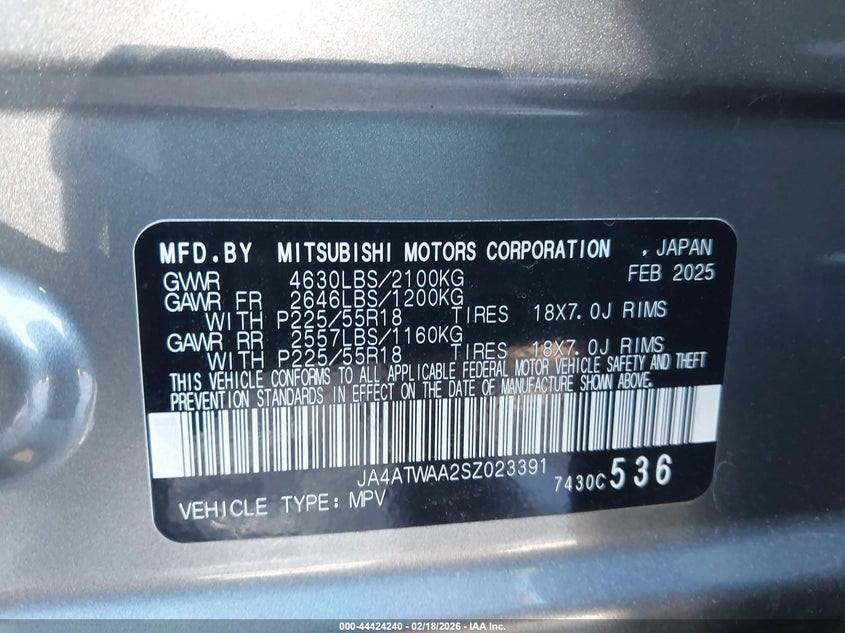 MFD.BY MITSUBISHI MOTORS CORPORATION , JAPAN
GVWR 4630LBS/2100KG FEB 2025
GAWR FR 2646LBS/1200KG
WITH P225/55R18 TIRES 18X7.0J RIMS
GAWR RR 2557LBS/1160KG
WITH P225/55R18 TIRES 18X7.0J RIMS
THIS VEHICLE CONFORMS TO ALL APPLICABLE FEDERAL MOTOR VEHICLE SAFETY AND THEFT
PREVENTION STANDARDS IN EFFECT ON THE DATE OF MANUFACTURE SHOWN ABOVE.
JA4ATWAA2SZ023391
7430C536
VEHICLE TYPE: MPV
000-44424240 - 02/18/2026 - IAA Inc.